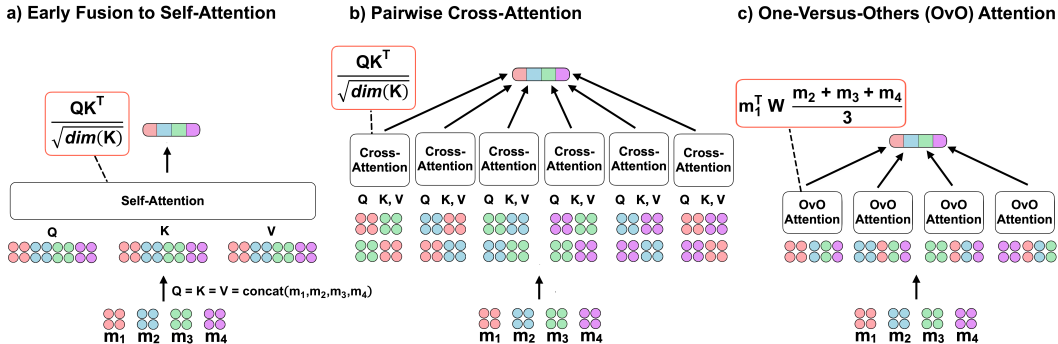 a) Early Fusion to Self-Attention
QK^T
√dim(K)
Self-Attention
Q K V
Q = K = V = concat(m₁,m₂,m₃,m₄)
m₁ m₂ m₃ m₄
b) Pairwise Cross-Attention
QK^T
√dim(K)
Cross-Attention Cross-Attention Cross-Attention Cross-Attention Cross-Attention Cross-Attention
Q K, V Q K, V Q K, V Q K, V Q K, V Q K, V
m₁ m₂ m₃ m₄
c) One-Versus-Others (OvO) Attention
m₁^T W (m₂ + m₃ + m₄)/3
OvO Attention OvO Attention OvO Attention OvO Attention
m₁ m₂ m₃ m₄